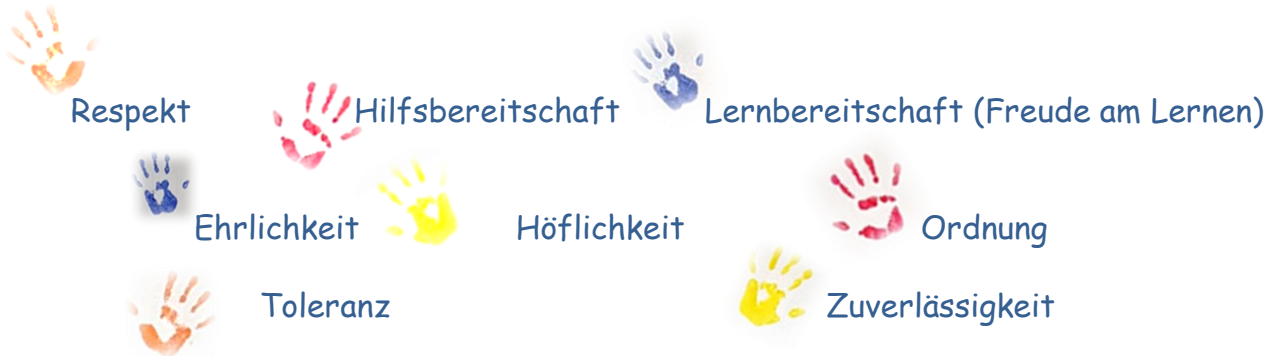 Respekt Hilfsbereitschaft Lernbereitschaft (Freude am Lernen)
Ehrlichkeit Höflichkeit Ordnung
Toleranz Zuverlässigkeit